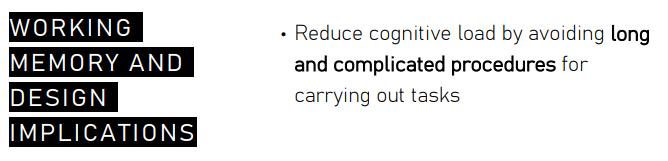 WORKING
MEMORY AND
DESIGN
IMPLICATIONS
• Reduce cognitive load by avoiding long
and complicated procedures for
carrying out tasks